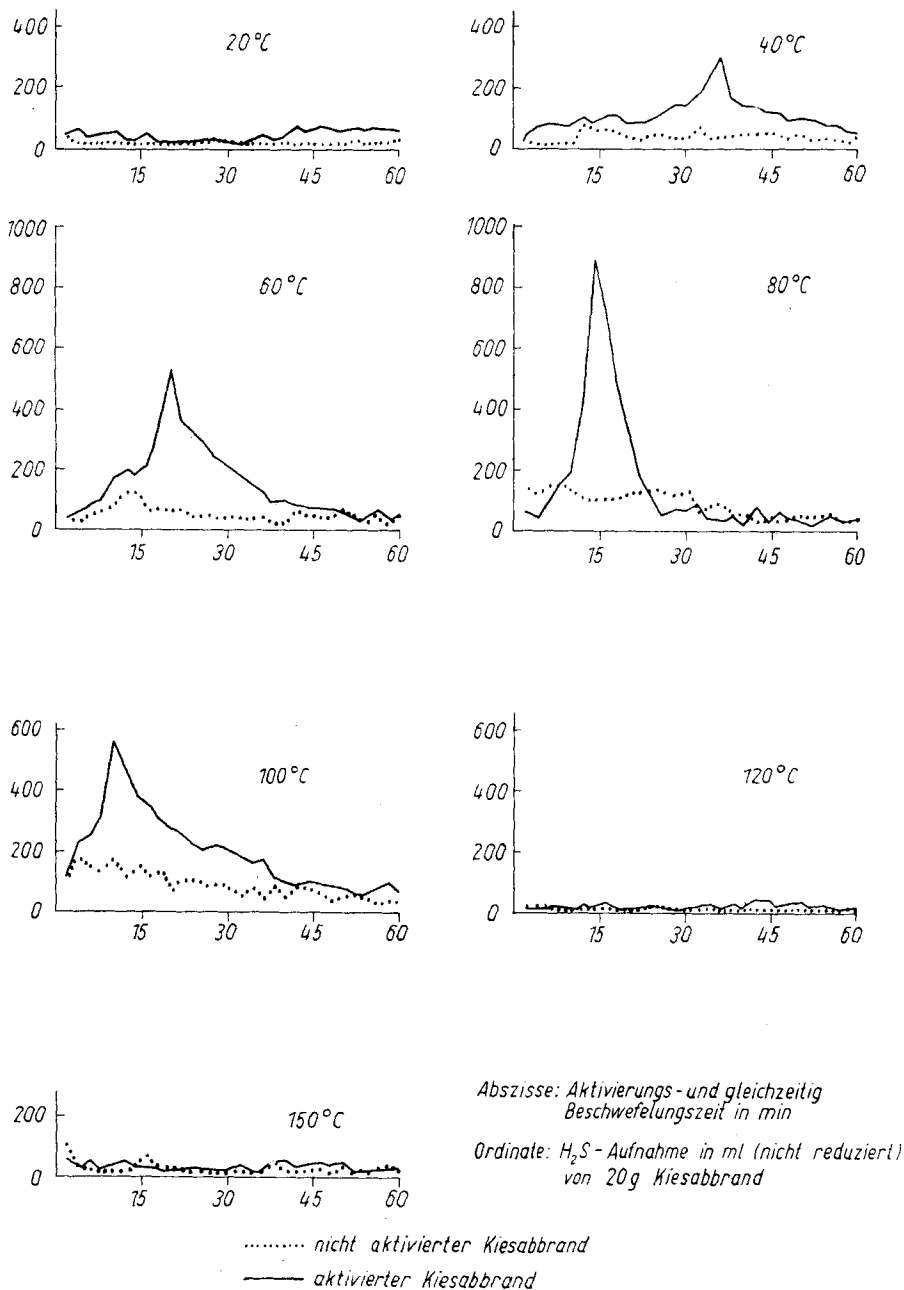 20°C
400
200
0
15 30 45 60
40°C
400
200
0
15 30 45 60
60°C
1000
800
600
400
200
0
15 30 45 60
80°C
1000
800
600
400
200
0
15 30 45 60
100°C
600
400
200
0
15 30 45 60
120°C
600
400
200
0
15 30 45 60
150°C
200
0
15 30 45 60
Abszisse: Aktivierungs- und gleichzeitig
Beschwefelungszeit in min
Ordinate: H₂S-Aufnahme in ml (nicht reduziert)
von 20g Kiesabbrand
nicht aktivierter Kiesabbrand
aktivierter Kiesabbrand